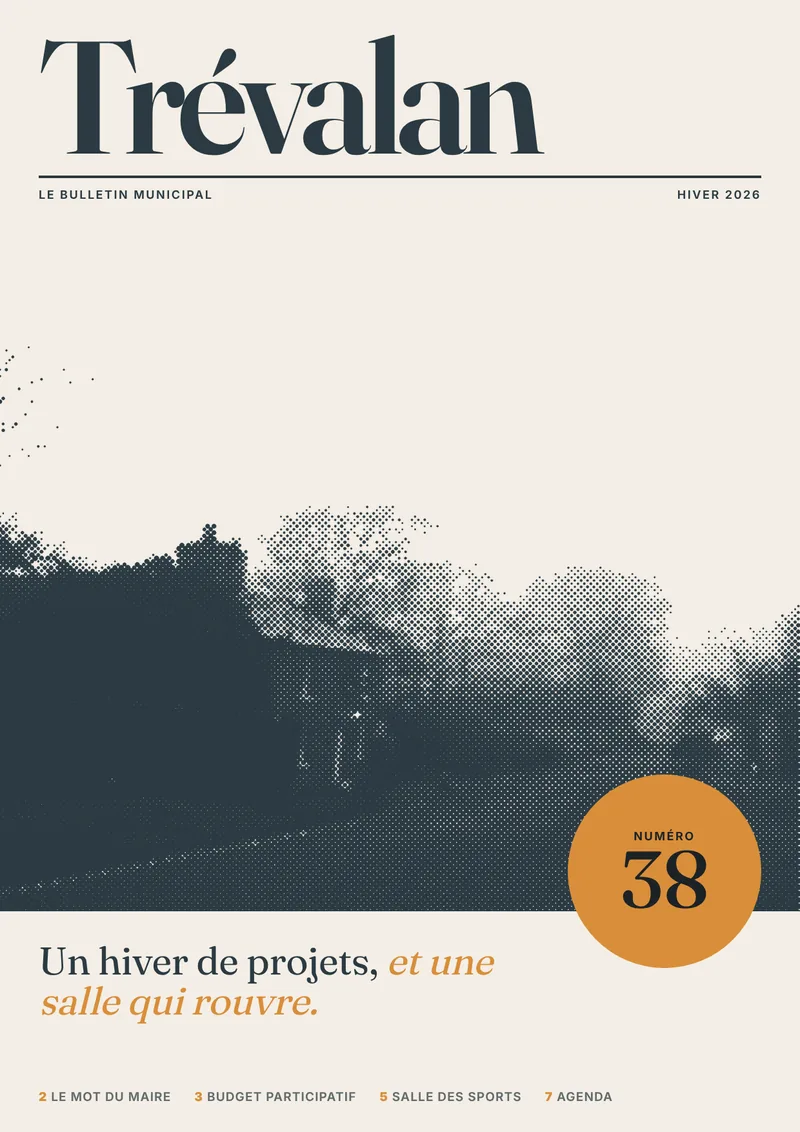 Trévalan
LE BULLETIN MUNICIPAL
HIVER 2026
NUMÉRO
38
Un hiver de projets, et une
salle qui rouvre.
2 LE MOT DU MAIRE 3 BUDGET PARTICIPATIF 5 SALLE DES SPORTS 7 AGENDA